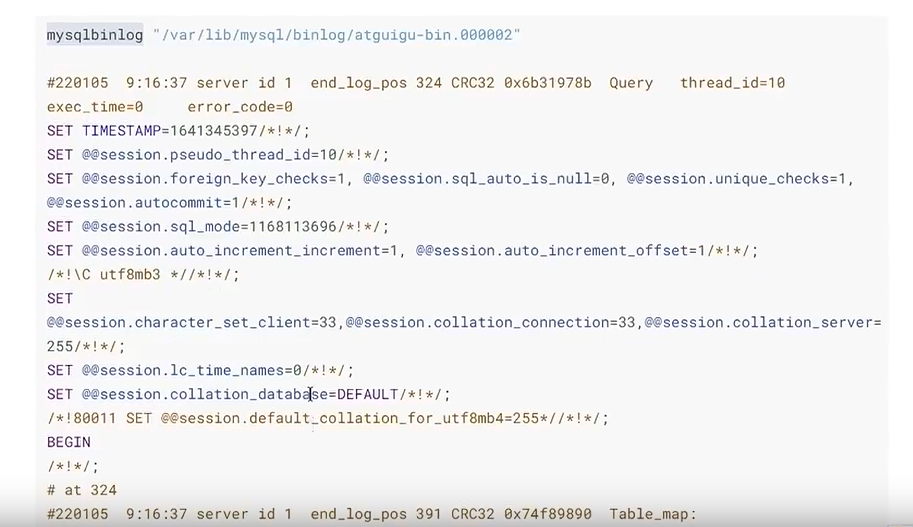 mysqlbinlog "/var/lib/mysql/binlog/atguigu-bin.000002"
#220105 9:16:37 server id 1 end_log_pos 324 CRC32 0x6b31978b Query thread_id=10
exec_time=0 error_code=0
SET TIMESTAMP=1641345397/*!*/;
SET @@session.pseudo_thread_id=10/*!*/;
SET @@session.foreign_key_checks=1, @@session.sql_auto_is_null=0, @@session.unique_checks=1,
@@session.autocommit=1/*!*/;
SET @@session.sql_mode=1168113696/*!*/;
SET @@session.auto_increment_increment=1, @@session.auto_increment_offset=1/*!*/;
/*!\C utf8mb3 *//*!*/;
SET
@@session.character_set_client=33,@@session.collation_connection=33,@@session.collation_server=
255/*!*/;
SET @@session.lc_time_names=0/*!*/;
SET @@session.collation_database=DEFAULT/*!*/;
/*!80011 SET @@session.default_collation_for_utf8mb4=255*//*!*/;
BEGIN
/*!*/;
# at 324
#220105 9:16:37 server id 1 end_log_pos 391 CRC32 0x74f89890 Table_map: